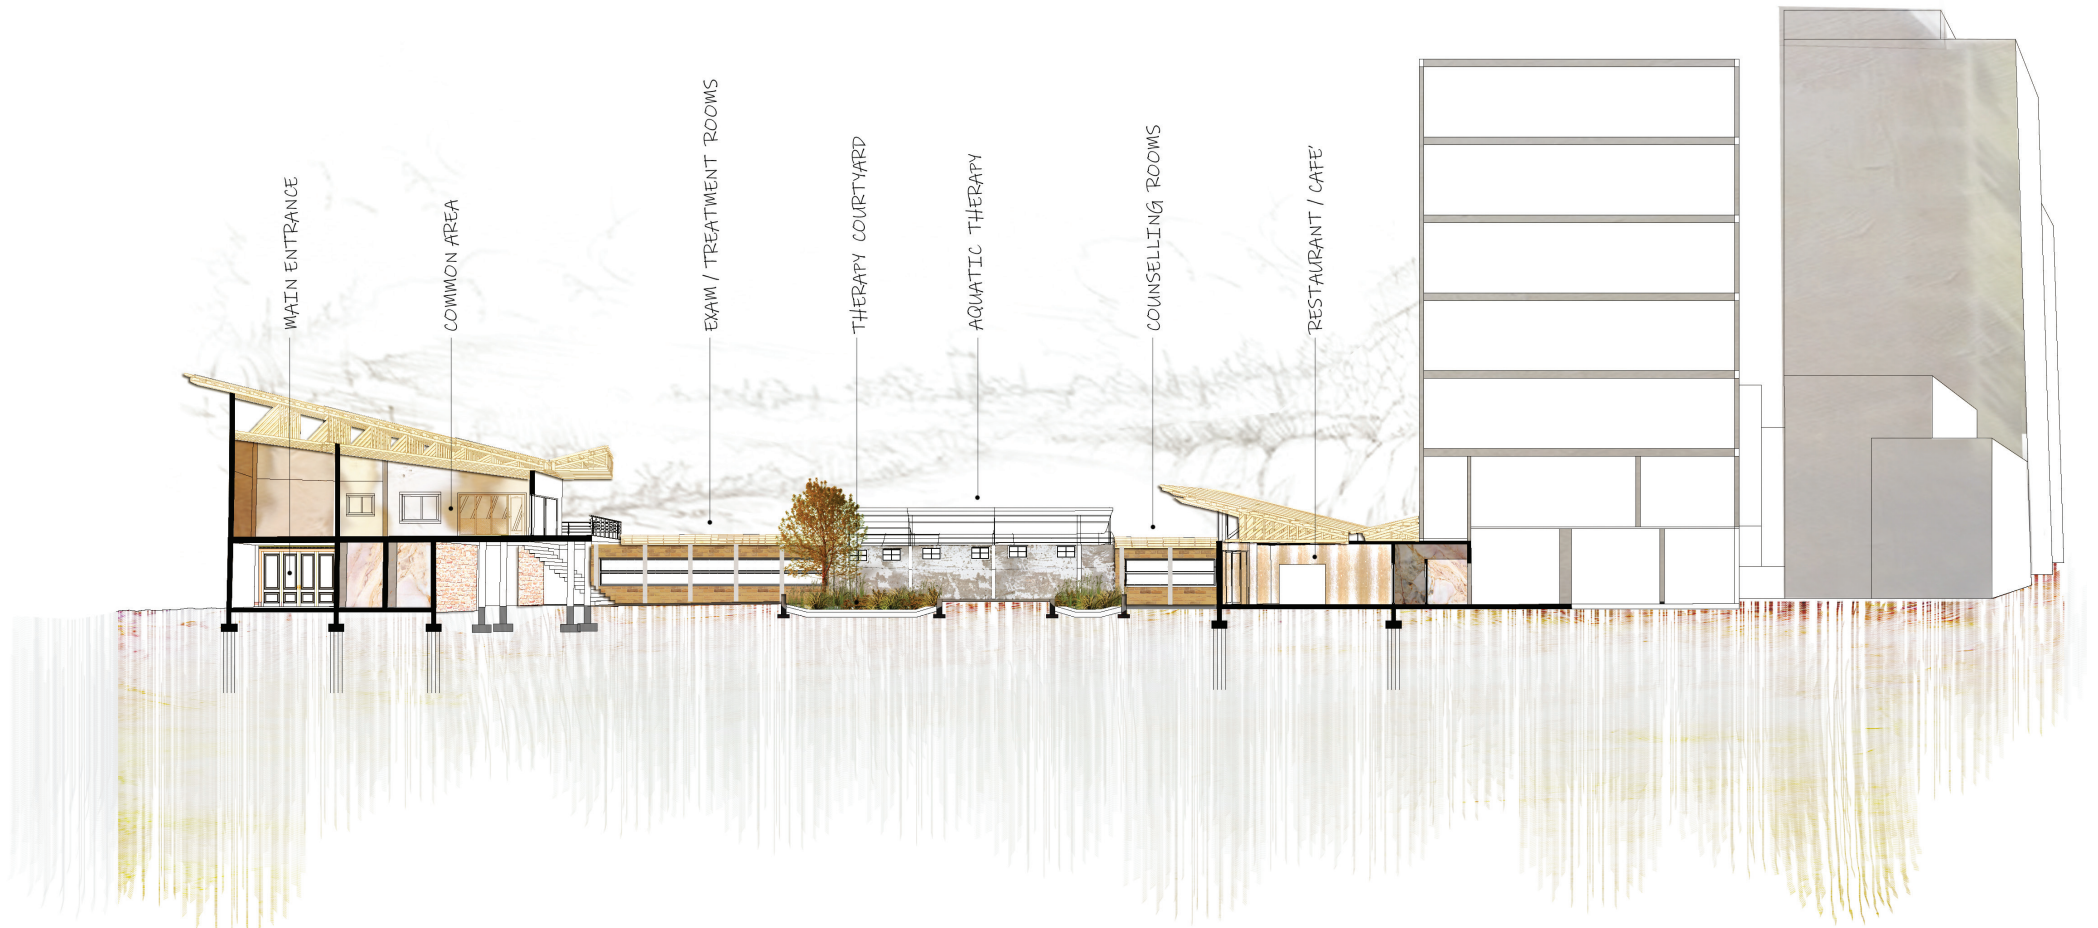 MAIN ENTRANCE
COMMON AREA
EXAM / TREATMENT ROOMS
THERAPY COURTYARD
AQUATIC THERAPY
COUNSELLING ROOMS
RESTAURANT / CAFE'